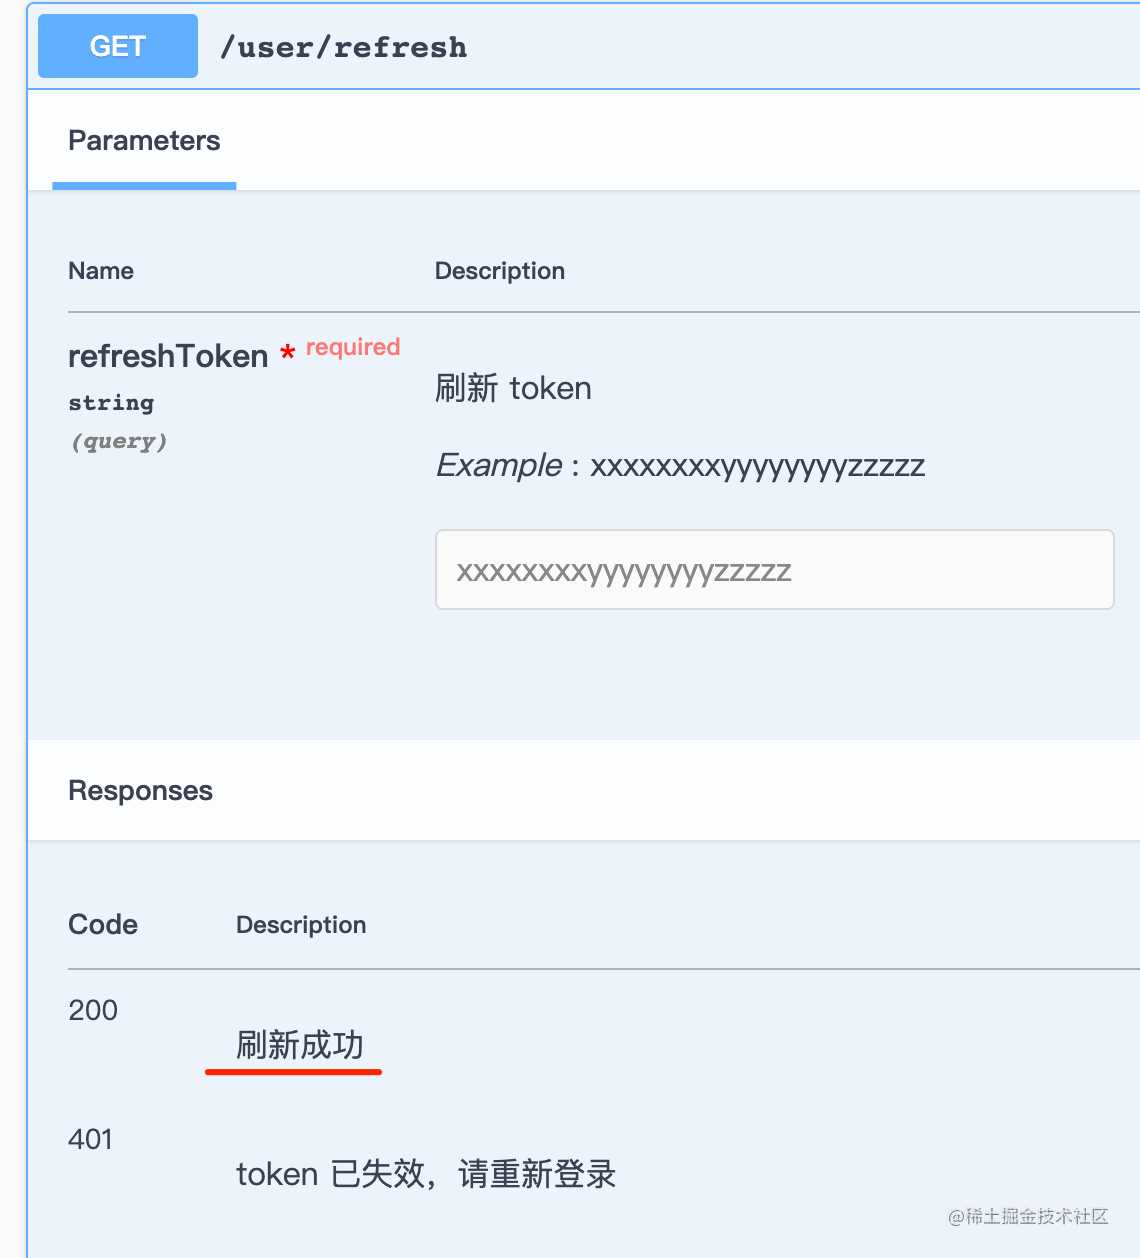 GET /user/refresh
Parameters
Name Description
refreshToken * required
string
(query)
刷新 token
Example : xxxxxxxxyyyyyyyyzzzzz
xxxxxxxxyyyyyyyyzzzzz
Responses
Code Description
200
刷新成功
401
token 已失效，请重新登录
@稀土掘金技术社区